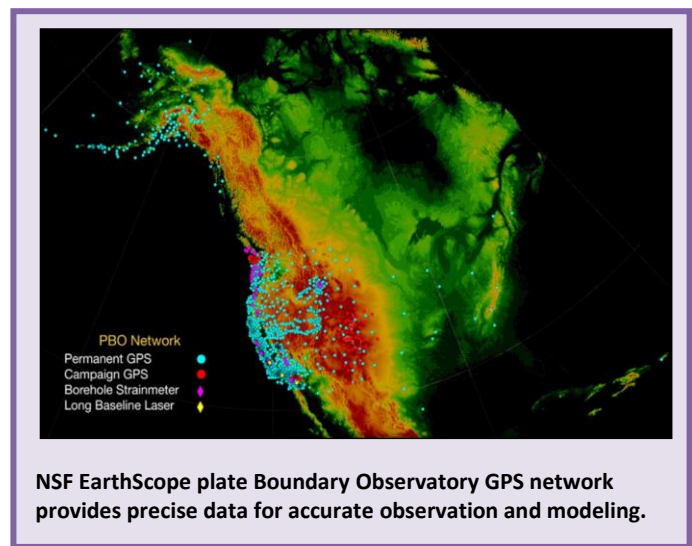 PBO Network
Permanent GPS
Campaign GPS
Borehole Strainmeter
Long Baseline Laser
NSF EarthScope plate Boundary Observatory GPS network
provides precise data for accurate observation and modeling.